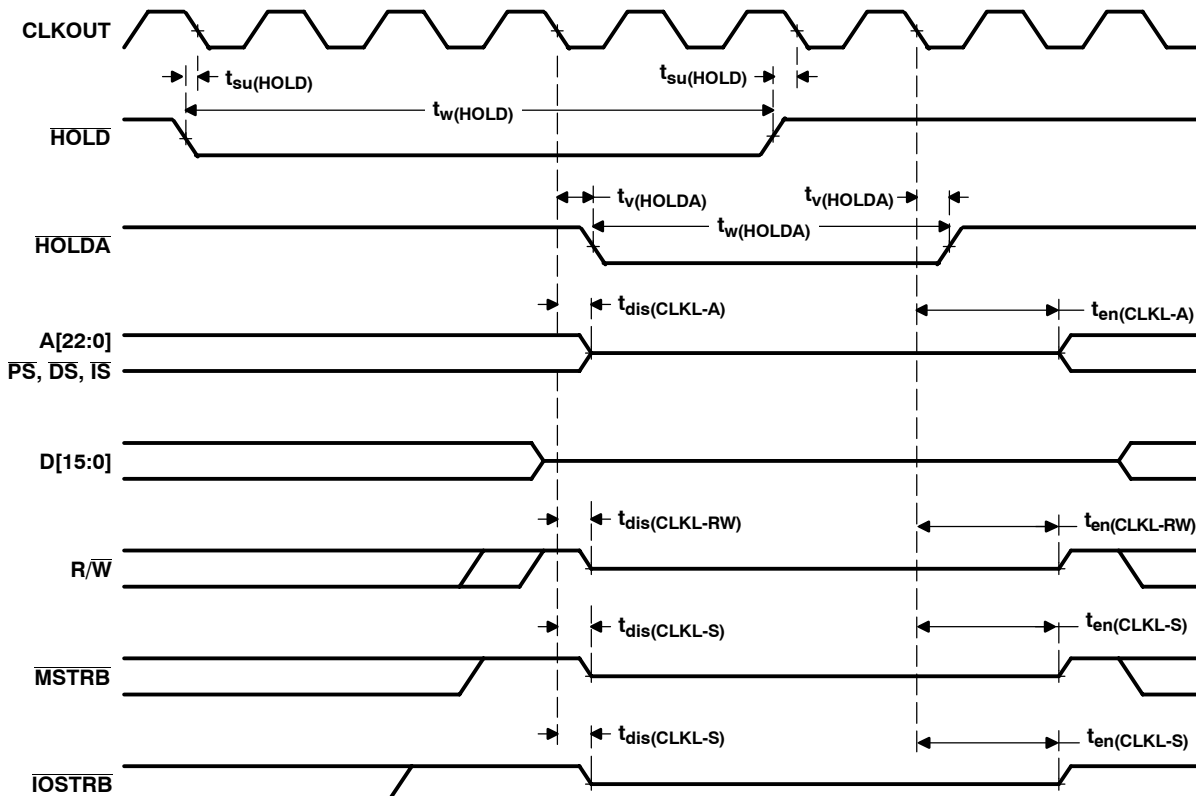 CLKOUT
tsu(HOLD)
tsu(HOLD)
tw(HOLD)
HOLD
tv(HOLDA)
tv(HOLDA)
tw(HOLDA)
HOLDA
tdis(CLKL-A)
ten(CLKL-A)
A[22:0]
PS, DS, IS
D[15:0]
tdis(CLKL-RW)
ten(CLKL-RW)
R/W
tdis(CLKL-S)
ten(CLKL-S)
MSTRB
tdis(CLKL-S)
ten(CLKL-S)
IOSTRB